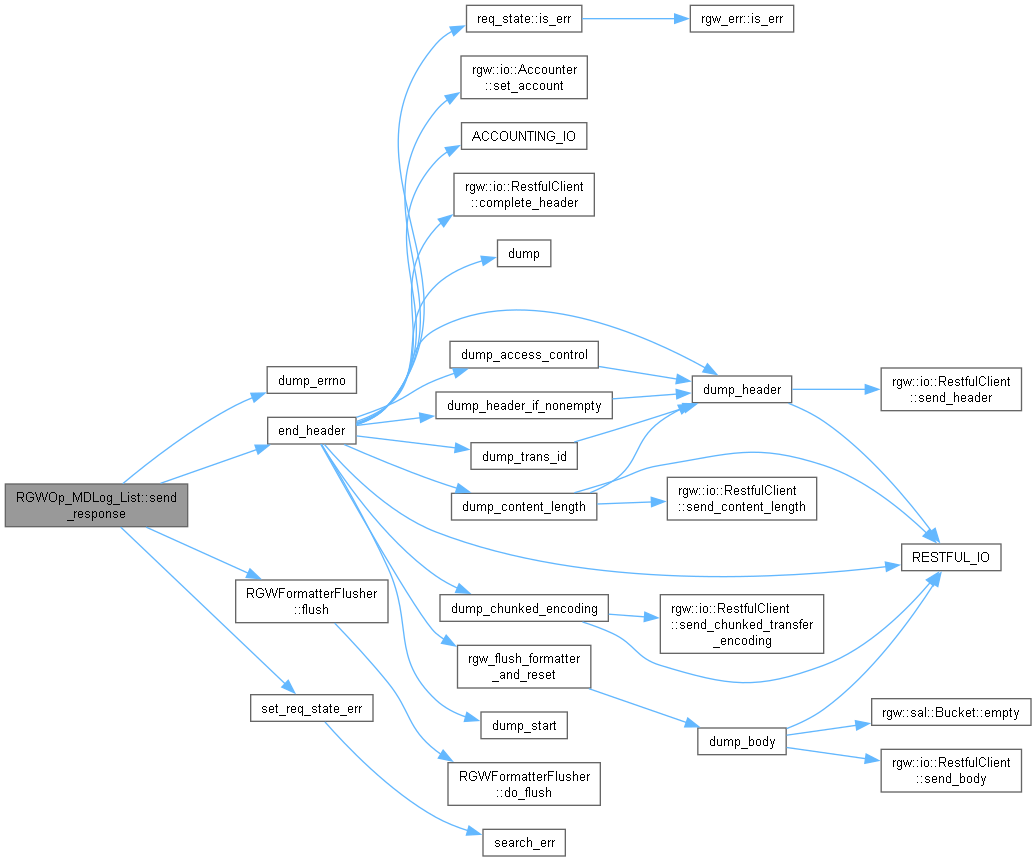 req_state::is_err
rgw_err::is_err
rgw::io::Accounter
::set_account
ACCOUNTING_IO
rgw::io::RestfulClient
::complete_header
dump
dump_access_control
dump_errno
dump_header
rgw::io::RestfulClient
::send_header
dump_header_if_nonempty
end_header
dump_trans_id
RGWOp_MDLog_List::send
_response
dump_content_length
rgw::io::RestfulClient
::send_content_length
RESTFUL_IO
RGWFormatterFlusher
::flush
dump_chunked_encoding
rgw::io::RestfulClient
::send_chunked_transfer
_encoding
rgw_flush_formatter
_and_reset
set_req_state_err
dump_start
rgw::sal::Bucket::empty
dump_body
rgw::io::RestfulClient
::send_body
RGWFormatterFlusher
::do_flush
search_err